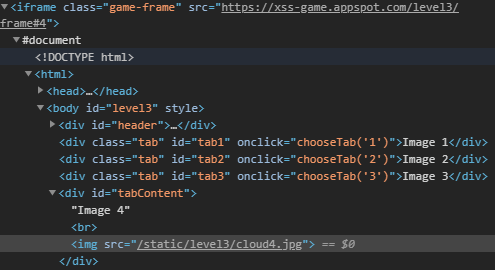 ▼<iframe class="game-frame" src="https://xss-game.appspot.com/level3/
frame#4">
▼#document
<!DOCTYPE html>
▼<html>
▶<head>…</head>
▼<body id="level3" style>
▶<div id="header">…</div>
<div class="tab" id="tab1" onclick="chooseTab('1')">Image 1</div>
<div class="tab" id="tab2" onclick="chooseTab('2')">Image 2</div>
<div class="tab" id="tab3" onclick="chooseTab('3')">Image 3</div>
▼<div id="tabContent">
"Image 4"
<br>
<img src="/static/level3/cloud4.jpg"> == $0
</div>